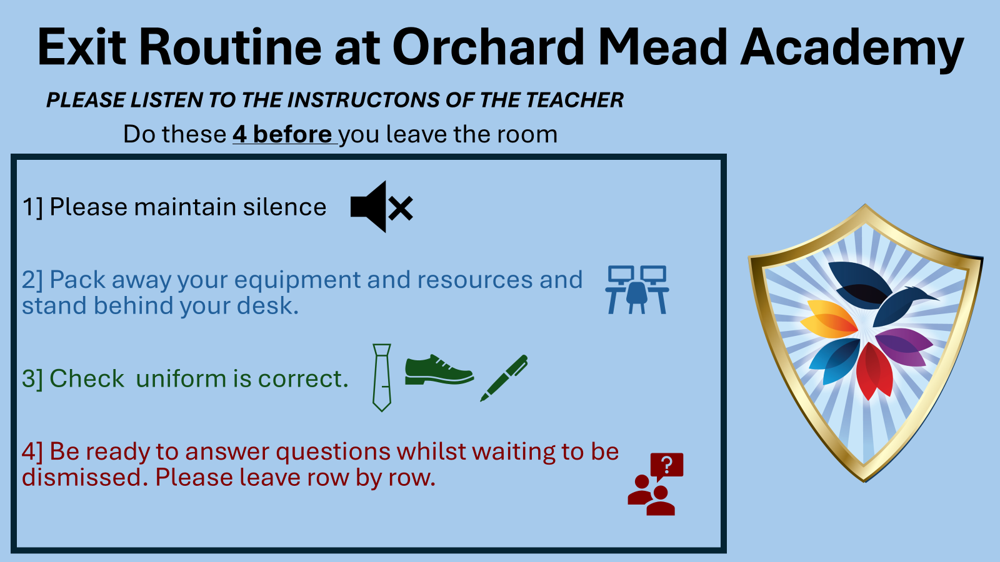 Exit Routine at Orchard Mead Academy
PLEASE LISTEN TO THE INSTRUCTONS OF THE TEACHER
Do these 4 before you leave the room
1] Please maintain silence
2] Pack away your equipment and resources and
stand behind your desk.
3] Check  uniform is correct.
4] Be ready to answer questions whilst waiting to be
dismissed. Please leave row by row.
?